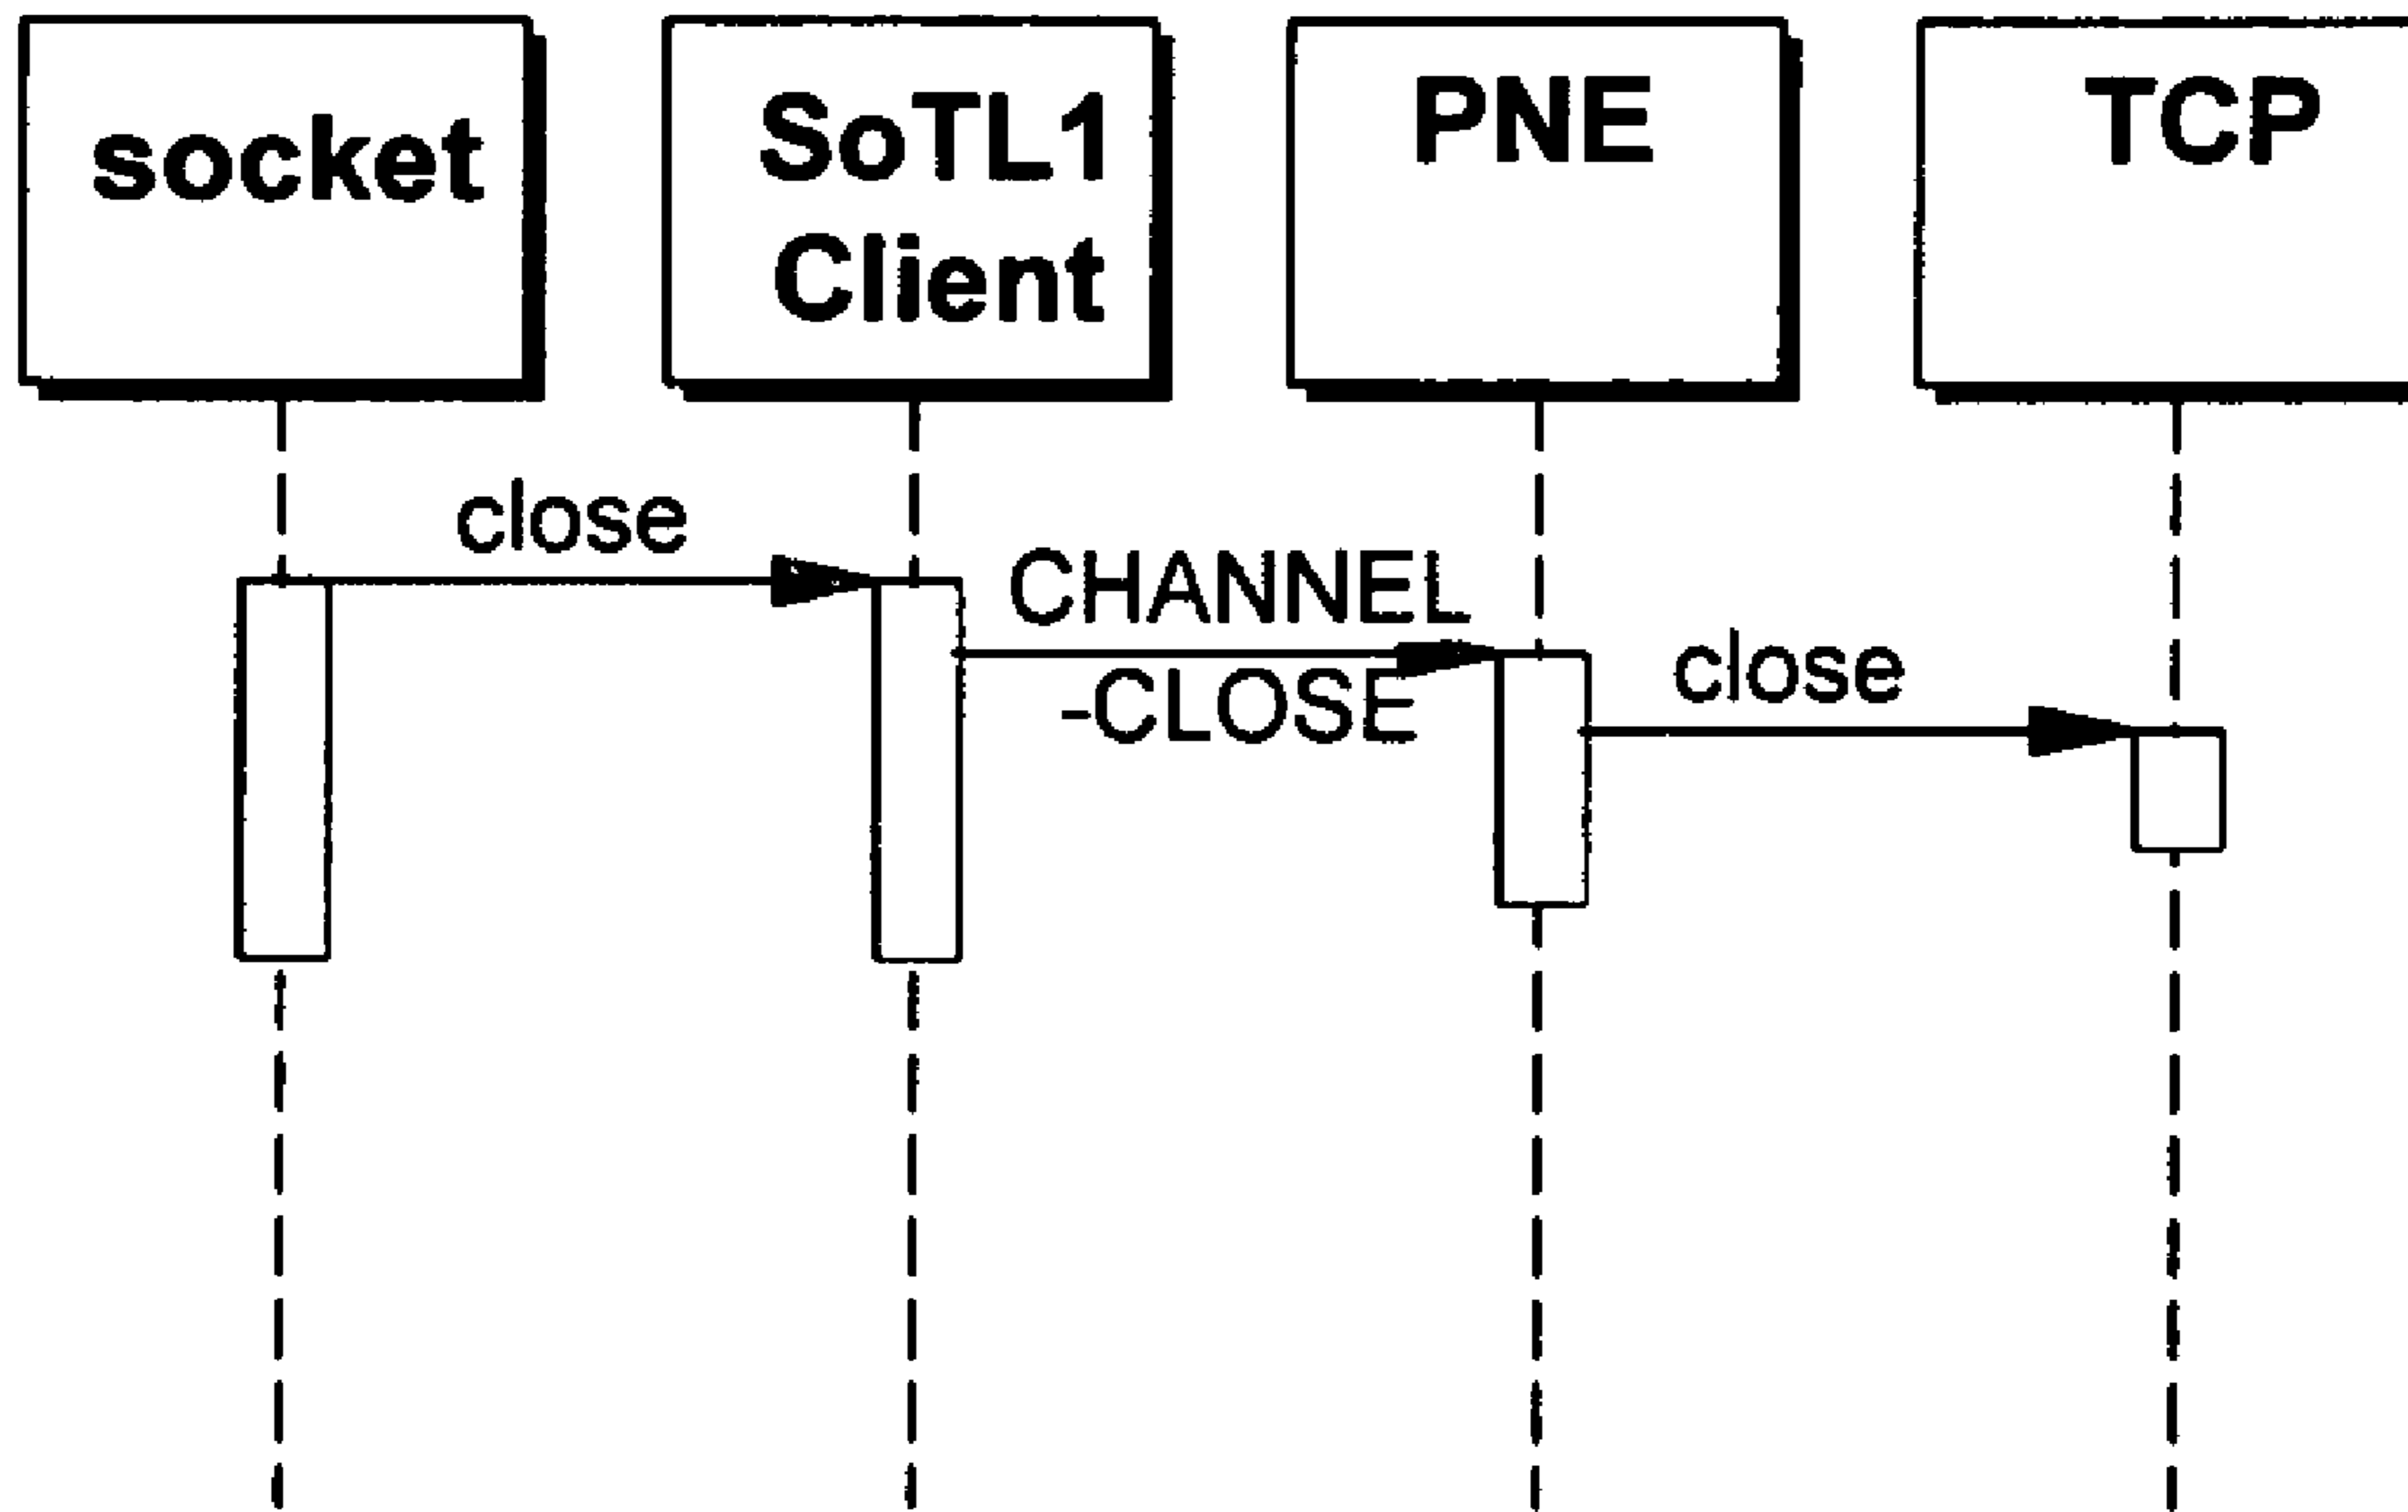 socket
SoTL1
Client
PNE
TCP
close
CHANNEL
-CLOSE
close